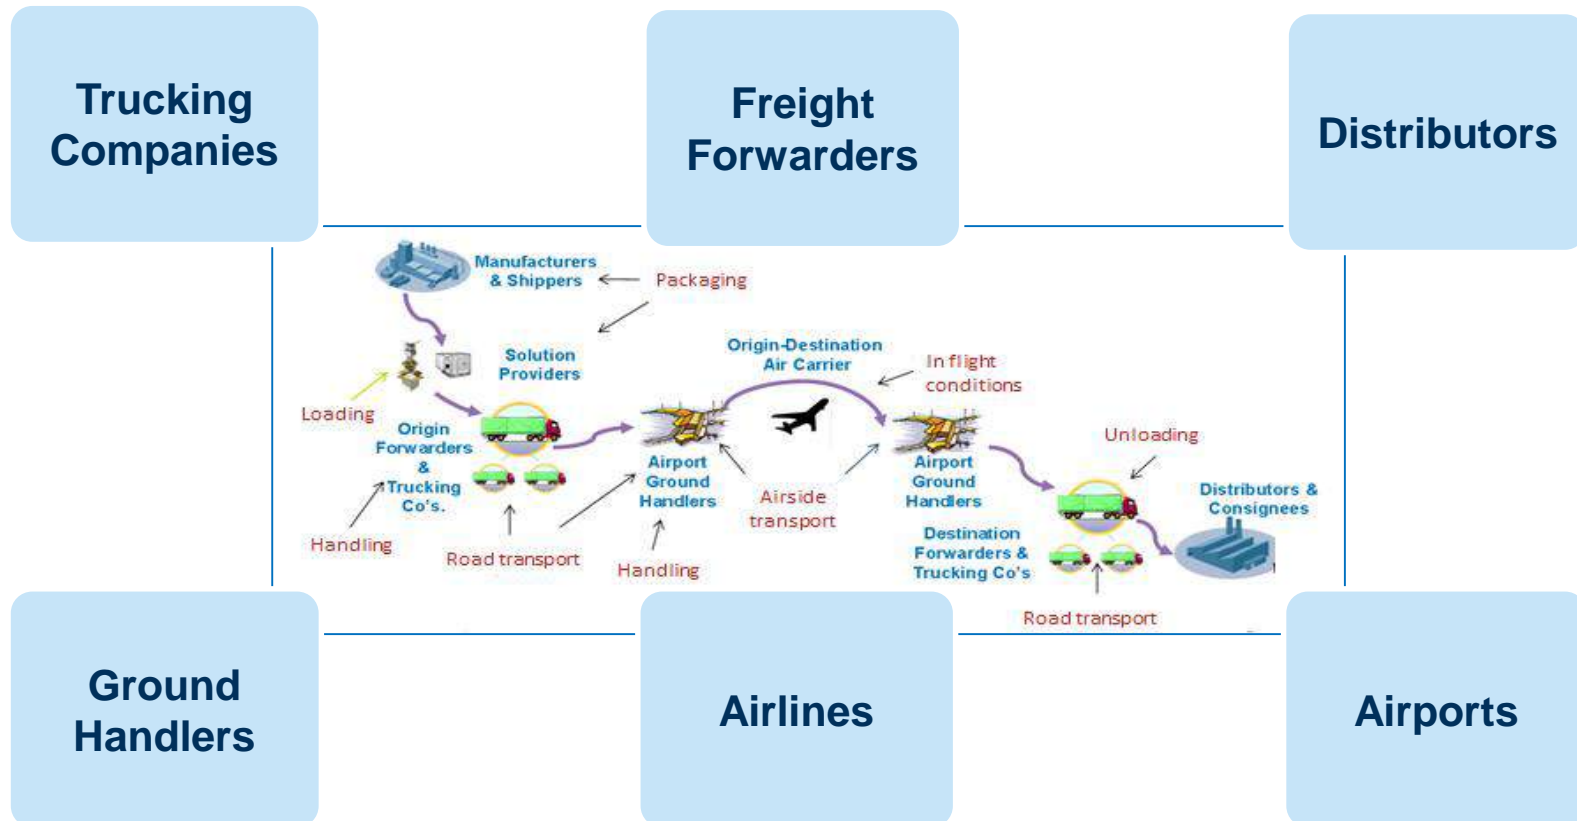 Trucking
Companies
Freight
Forwarders
Distributors
Manufacturers
& Shippers
Packaging
Solution
Providers
Origin-Destination
Air Carrier
In flight
conditions
Loading
Origin
Forwarders
&
Trucking
Co's.
Airport
Ground
Handlers
Airside
transport
Airport
Ground
Handlers
Unloading
Distributors &
Consignees
Handling
Road transport
Handling
Destination
Forwarders &
Trucking Co's
Road transport
Ground
Handlers
Airlines
Airports